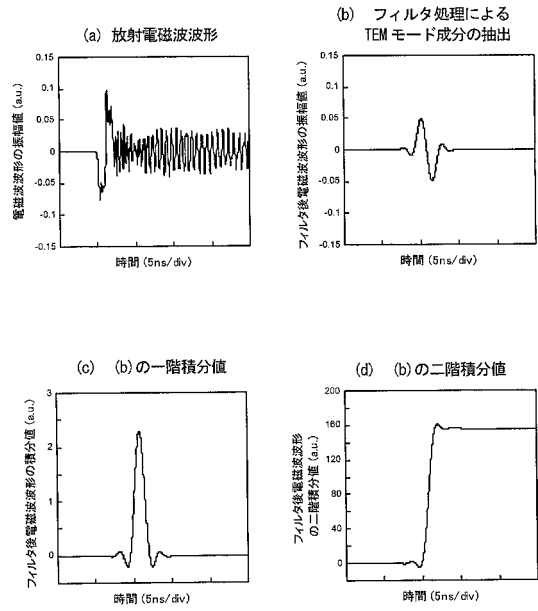 (a) 放射電磁波波形
電磁波波形の振幅値 (a.u.)
0.15
0.1
0.05
0
-0.05
-0.1
-0.15
時間 (5ns/div)
(b) フィルタ処理による
TEMモード成分の抽出
フィルタ後電磁波波形の振幅値 (a.u.)
0.15
0.1
0.05
0
-0.05
-0.1
-0.15
時間 (5ns/div)
(c) (b)の一階積分値
フィルタ後電磁波波形の積分値 (a.u.)
3
2
1
0
時間 (5ns/div)
(d) (b)の二階積分値
フィルタ後電磁波波形
の二階積分値 (a.u.)
200
160
120
80
40
0
時間 (5ns/div)